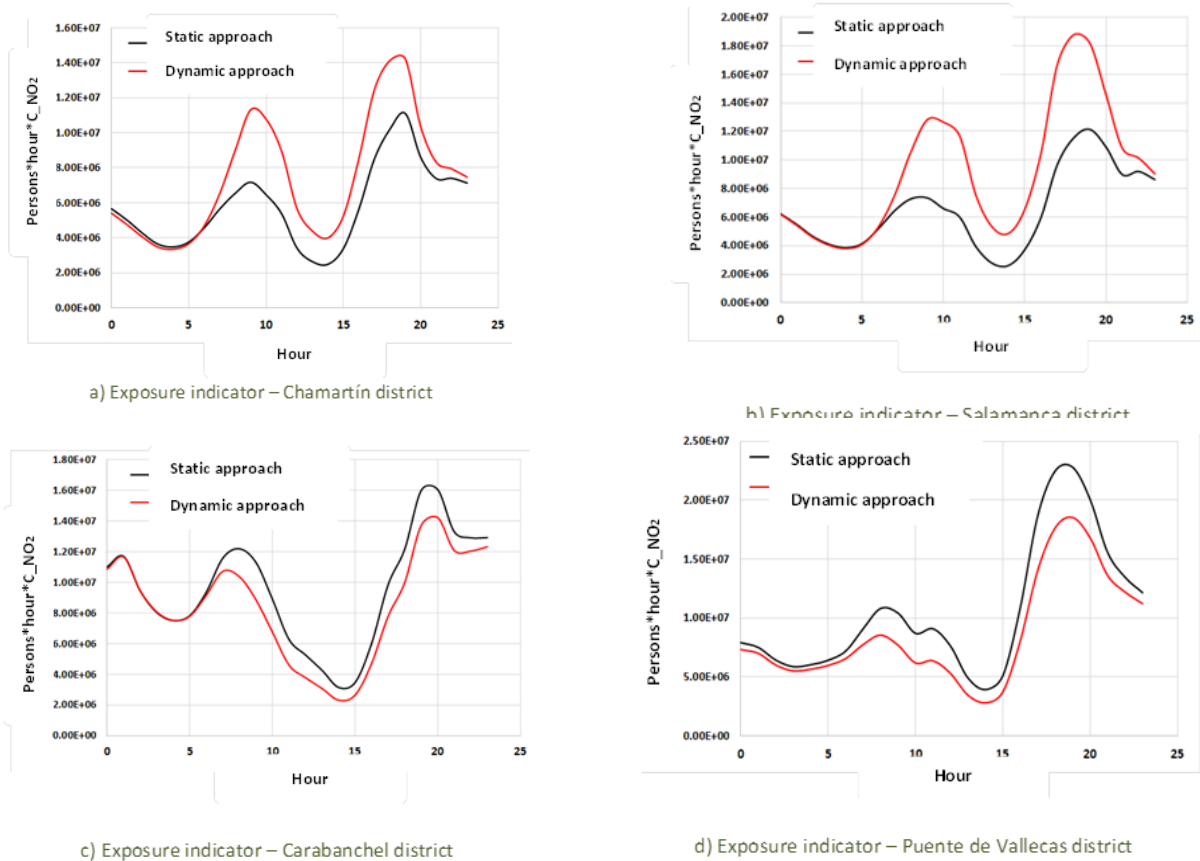 1.60E+07
1.40E+07
1.20E+07
1.00E+07
8.00E+06
6.00E+06
4.00E+06
2.00E+06
0.00E+00
Persons*hour*C_NO2
Static approach
Dynamic approach
0 5 10 15 20 25
Hour
a) Exposure indicator – Chamartín district
2.00E+07
1.80E+07
1.60E+07
1.40E+07
1.20E+07
1.00E+07
8.00E+06
6.00E+06
4.00E+06
2.00E+06
0.00E+00
Persons*hour*C_NO2
Static approach
Dynamic approach
0 5 10 15 20 25
Hour
b) Exposure indicator – Salamanca district
1.80E+07
1.60E+07
1.40E+07
1.20E+07
1.00E+07
8.00E+06
6.00E+06
4.00E+06
2.00E+06
0.00E+00
Persons*hour*C_NO2
Static approach
Dynamic approach
0 5 10 15 20 25
Hour
c) Exposure indicator – Carabanchel district
2.50E+07
2.00E+07
1.50E+07
1.00E+07
5.00E+06
0.00E+00
Persons*hour*C_NO2
Static approach
Dynamic approach
0 5 10 15 20 25
Hour
d) Exposure indicator – Puente de Vallecas district